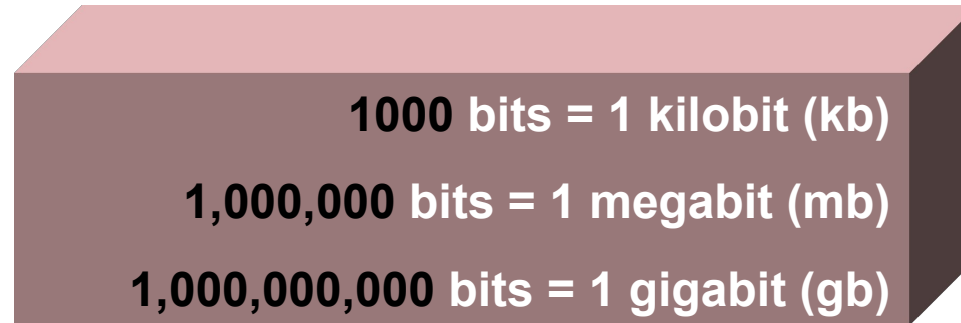 1000 bits = 1 kilobit (kb)
1,000,000 bits = 1 megabit (mb)
1,000,000,000 bits = 1 gigabit (gb)